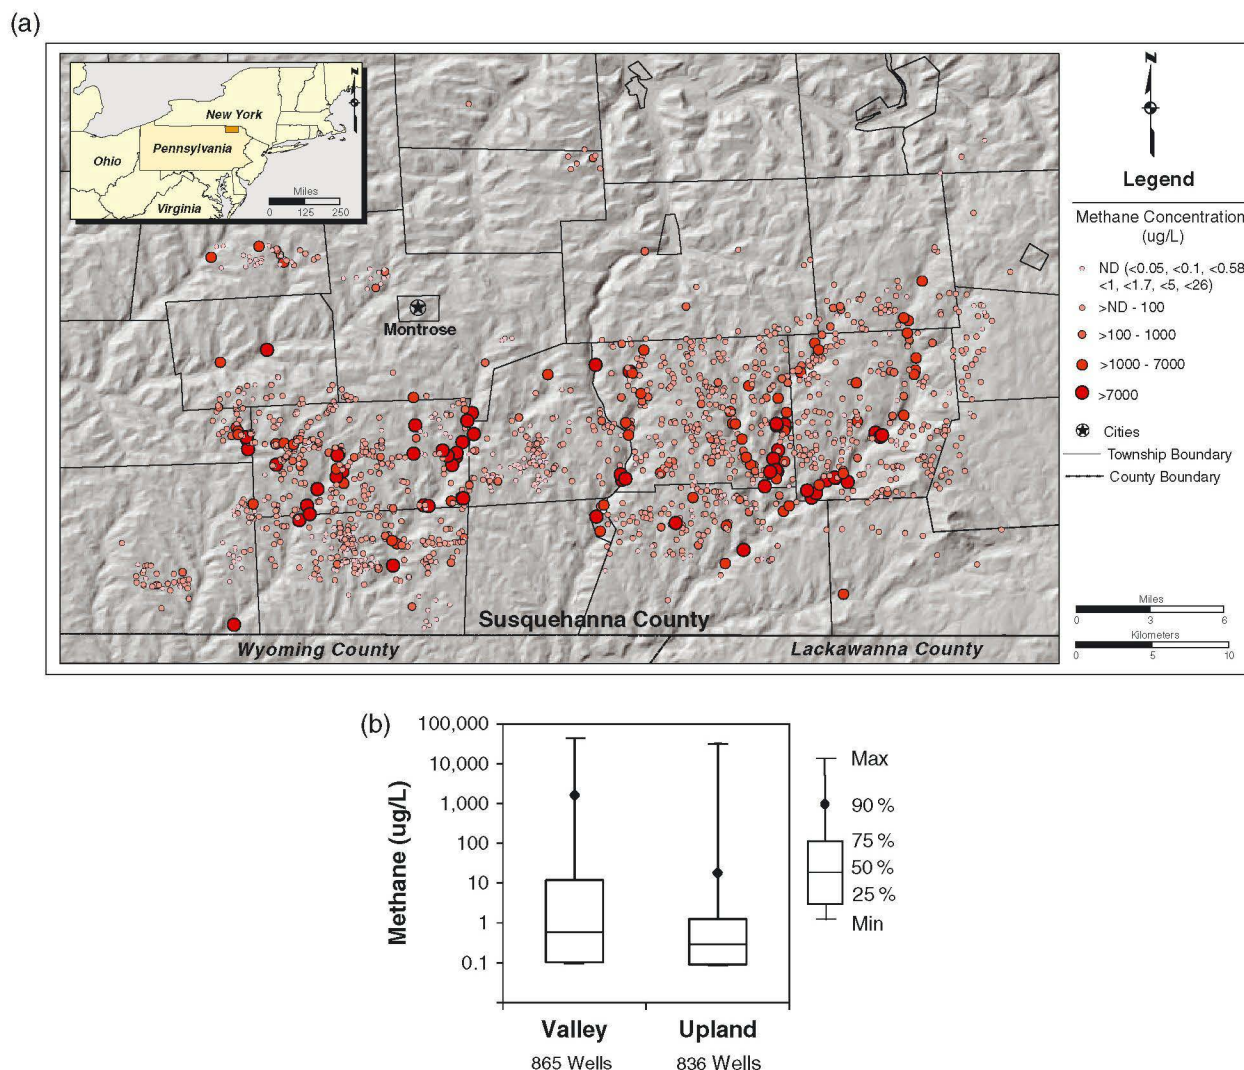 (a)
N
New York
Pennsylvania
Ohio
Virginia
Miles
0 125 250
Montrose
Susquehanna County
Wyoming County
Lackawanna County
N
Legend
Methane Concentration
(ug/L)
ND (<0.05, <0.1, <0.58,
<1, <1.7, <5, <26)
>ND - 100
>100 - 1000
>1000 - 7000
>7000
Cities
Township Boundary
County Boundary
Miles
0 3 6
Kilometers
0 5 10
(b)
Methane (ug/L)
100,000
10,000
1,000
100
10
1
0.1
Valley
Upland
865 Wells
836 Wells
Max
90 %
75 %
50 %
25 %
Min